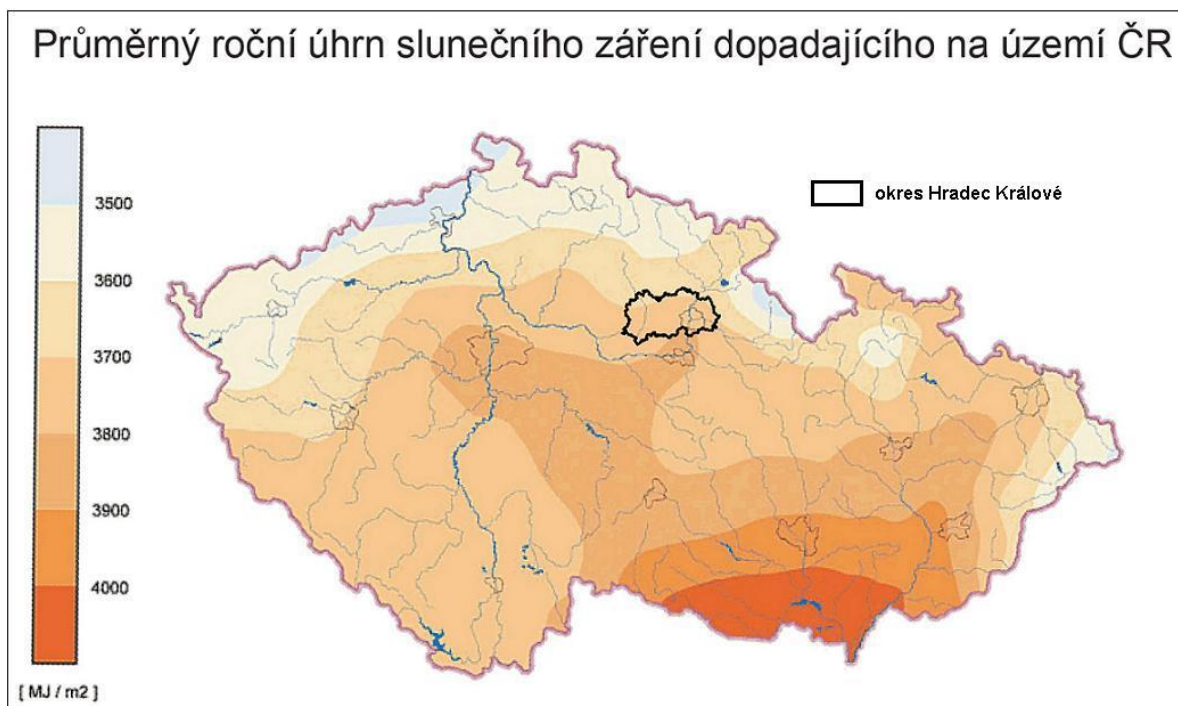 Průměrný roční úhrn slunečního záření dopadajícího na území ČR
okres Hradec Králové
3500
3600
3700
3800
3900
4000
[ MJ / m2 ]